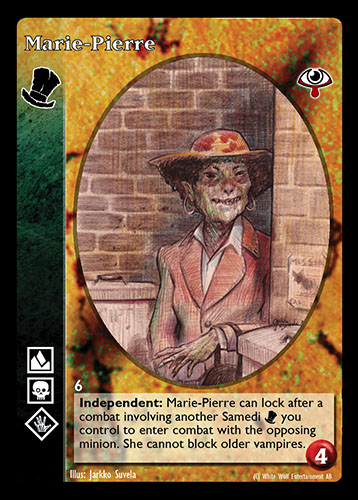 Marie-Pierre
MISSIN
6
Independent: Marie-Pierre can lock after a
combat involving another Samedi you
control to enter combat with the opposing
minion. She cannot block older vampires.
4
Illus: Jarkko Suvela
(C) White Wolf Entertainment AB